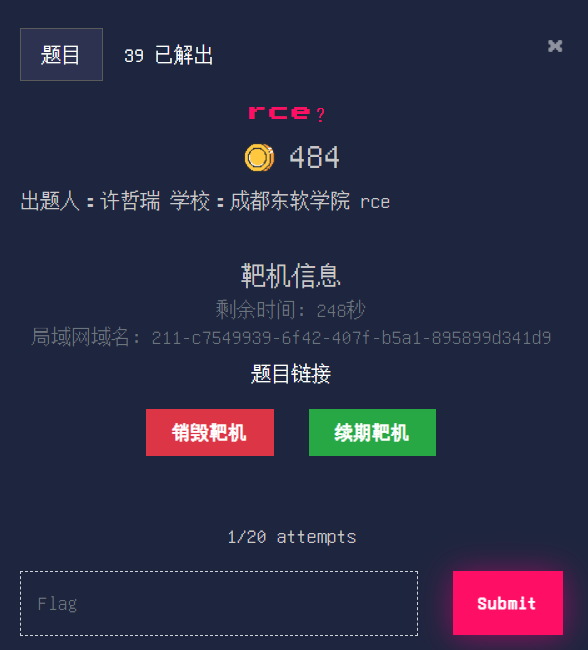 题目 39 已解出 ×
rce?
484
出题人：许哲瑞 学校：成都东软学院 rce
靶机信息
剩余时间: 248秒
局域网域名: 211-c7549939-6f42-407f-b5a1-895899d341d9
题目链接
销毁靶机 续期靶机
1/20 attempts
Flag Submit